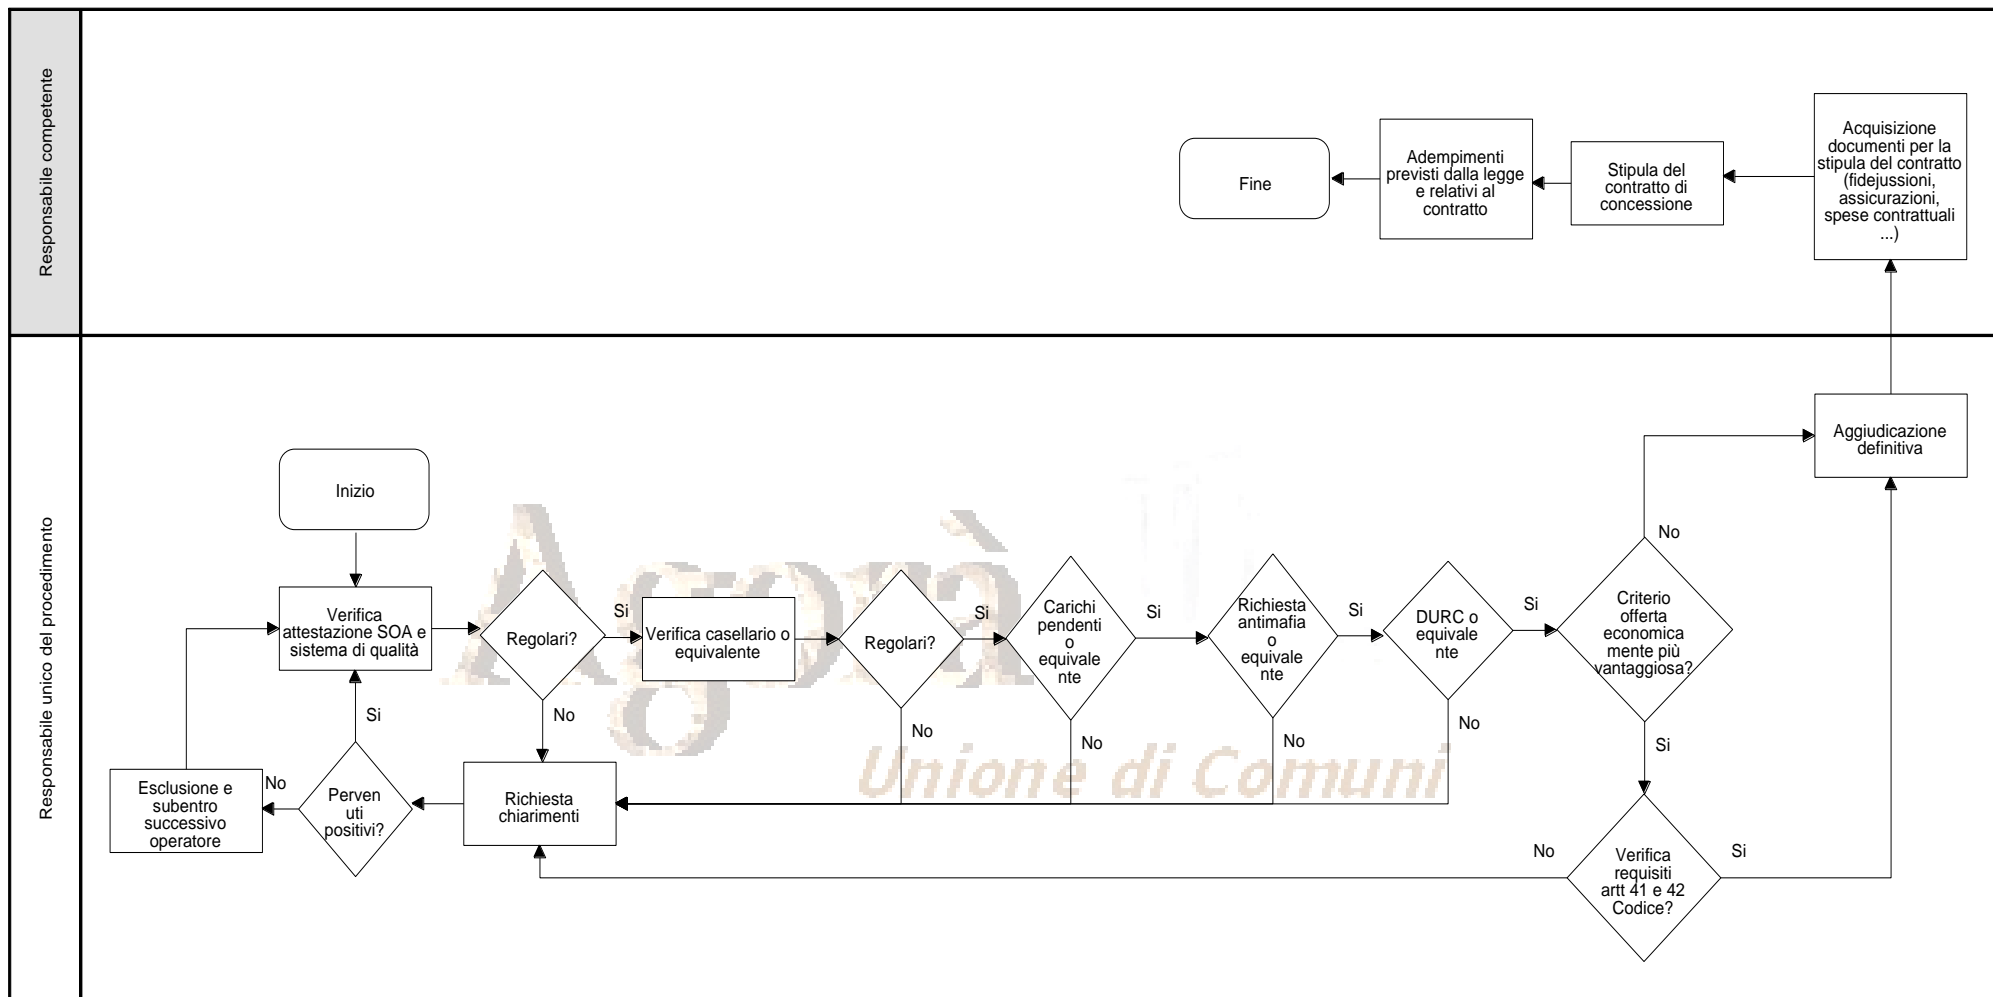 Responsabile competente
Fine
Adempimenti
previsti dalla legge
e relativi al
contratto
Stipula del
contratto di
concessione
Acquisizione
documenti per la
stipula del contratto
(fidejussioni,
assicurazioni,
spese contrattuali
...)
Responsabile unico del procedimento
Aggiudicazione
definitiva
Inizio
Verifica
attestazione SOA e
sistema di qualità
Regolari?
Si
No
Verifica casellario o
equivalente
Regolari?
Si
No
Carichi
pendenti
o
equivale
nte
Si
No
Richiesta
antimafia
o
equivale
nte
Si
No
DURC o
equivale
nte
Si
No
Criterio
offerta
economica
mente più
vantaggiosa?
No
Si
Esclusione e
subentro
successivo
operatore
No
Perven
uti
positivi?
Si
Richiesta
chiarimenti
Verifica
requisiti
artt 41 e 42
Codice?
No
Si
Agorà
Unione di Comuni